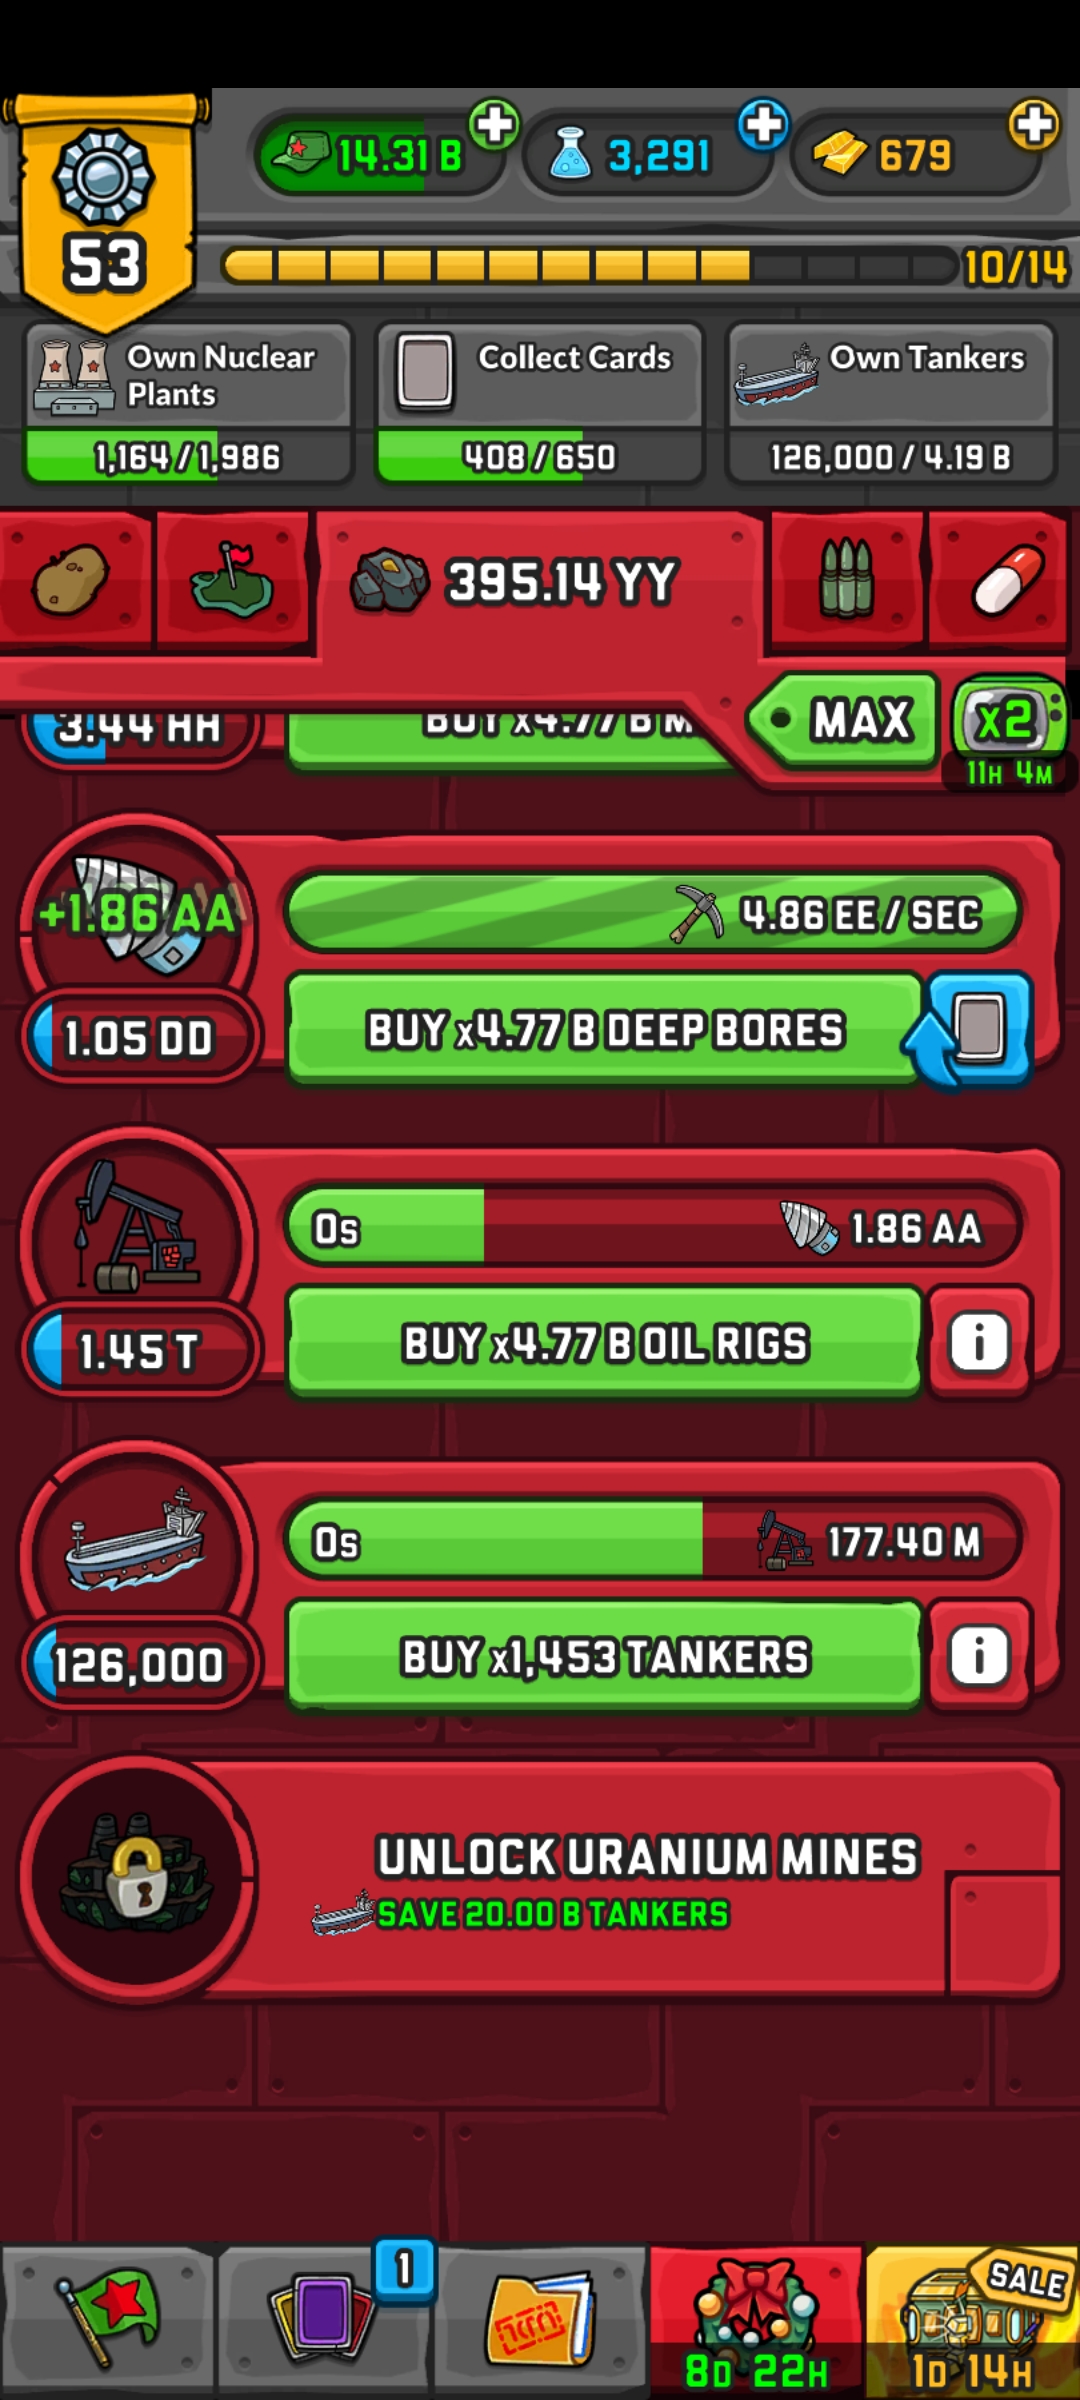 14.31 B
3,291
679
53
10/14
Own Nuclear
Plants
1,164/1,986
Collect Cards
408/650
Own Tankers
126,000/4.19 B
395.14 YY
MAX
x2
11H 4M
3.44 HH
BUY x4.77 B M
+1.86 AA
4.86 EE/SEC
1.05 DD
BUY x4.77 B DEEP BORES
0s
1.86 AA
1.45 T
BUY x4.77 B OIL RIGS
i
0s
177.40 M
126,000
BUY x1,453 TANKERS
i
UNLOCK URANIUM MINES
SAVE 20.00 B TANKERS
1
8D 22H
SALE
1D 14H